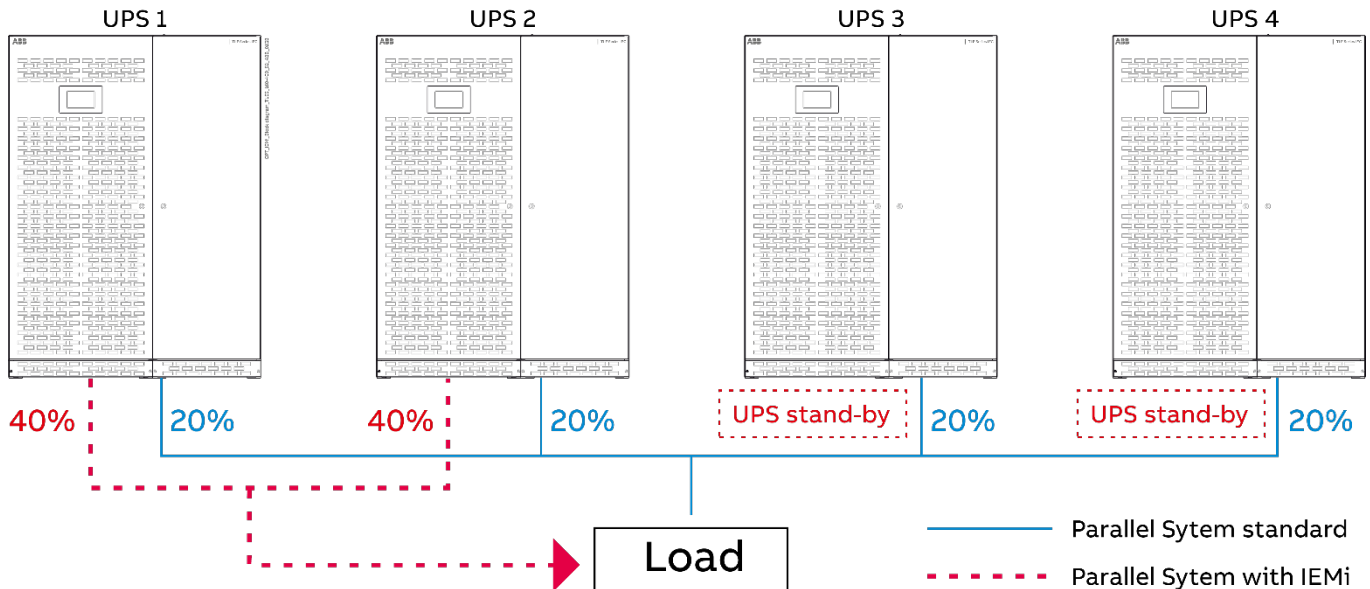 UPS 1
UPS 2
UPS 3
UPS 4
ABB
ABB
ABB
ABB
40%
20%
40%
20%
UPS stand-by
20%
UPS stand-by
20%
Load
Parallel Sytem standard
Parallel Sytem with IEMi